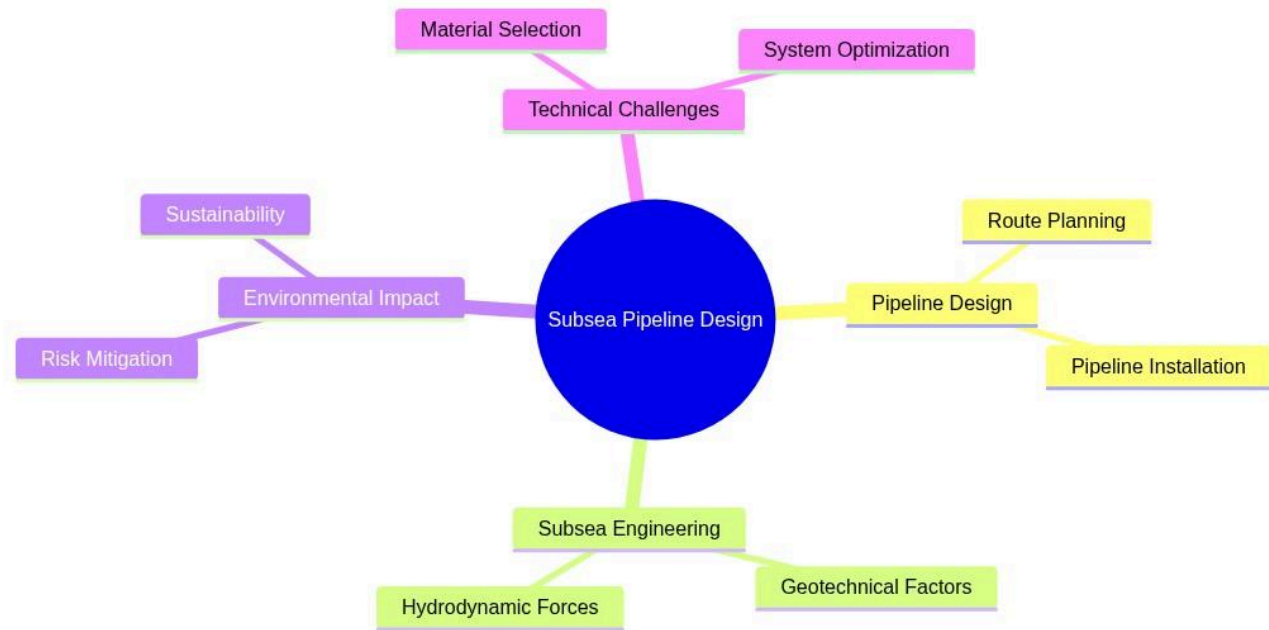 Material Selection
System Optimization
Technical Challenges
Sustainability
Route Planning
Environmental Impact
Pipeline Design
Subsea Pipeline Design
Risk Mitigation
Pipeline Installation
Subsea Engineering
Geotechnical Factors
Hydrodynamic Forces